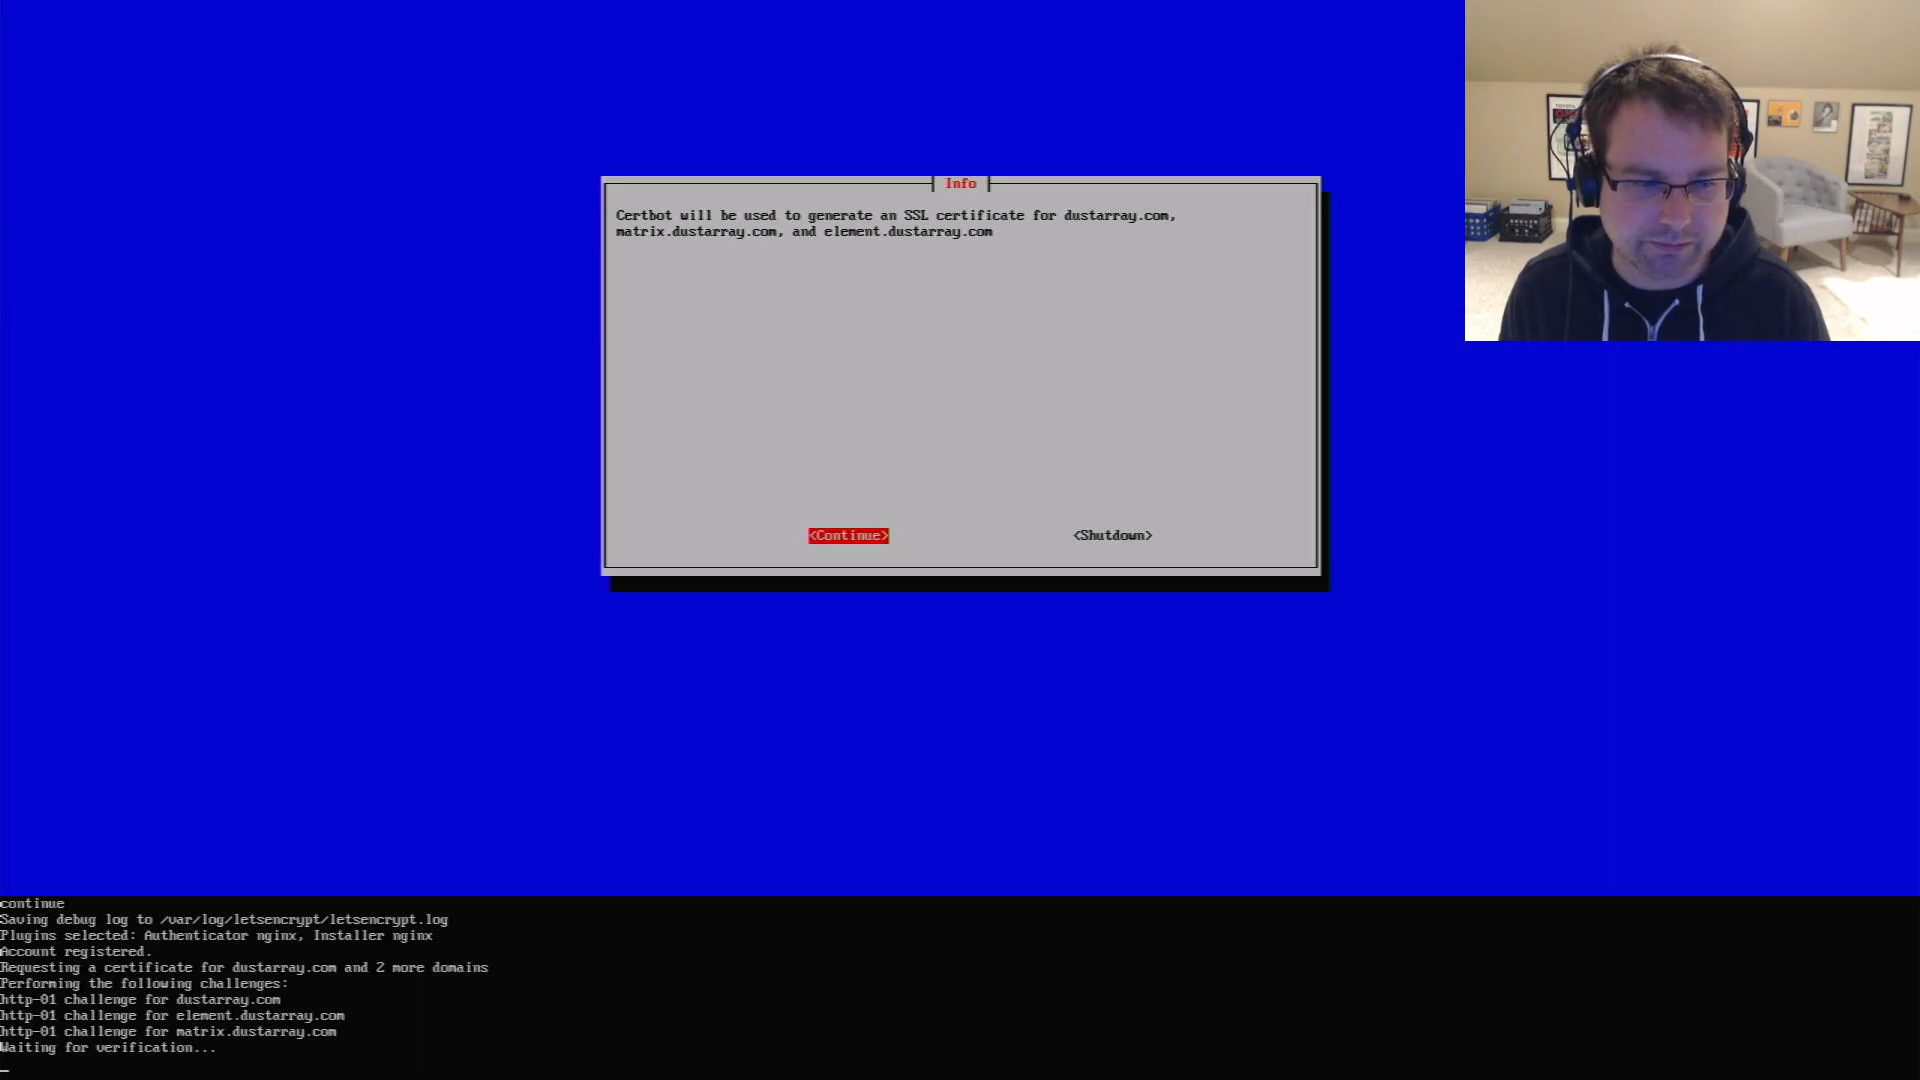 Info
Certbot will be used to generate an SSL certificate for dustarray.com,
matrix.dustarray.com, and element.dustarray.com
<Continue> <Shutdown>
continue
Saving debug log to /var/log/letsencrypt/letsencrypt.log
Plugins selected: Authenticator nginx, Installer nginx
Account registered.
Requesting a certificate for dustarray.com and 2 more domains
Performing the following challenges:
http-01 challenge for dustarray.com
http-01 challenge for element.dustarray.com
http-01 challenge for matrix.dustarray.com
Waiting for verification...